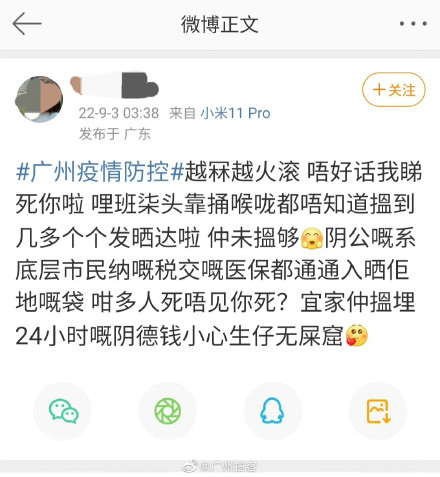 微博正文
+关注
22-9-3 03:38 来自 小米11 Pro
发布于 广东
#广州疫情防控#越冧越火滚 唔好话我睇
死你啦 哩班柒头靠捅喉咙都唔知道搵到
几多个个发晒达啦 仲未搵够🤗阴公嘅系
底层市民纳嘅税交嘅医保都通通入晒佢
地嘅袋 咁多人死唔见你死？宜家仲搵埋
24小时嘅阴德钱小心生仔无屎窟🥰